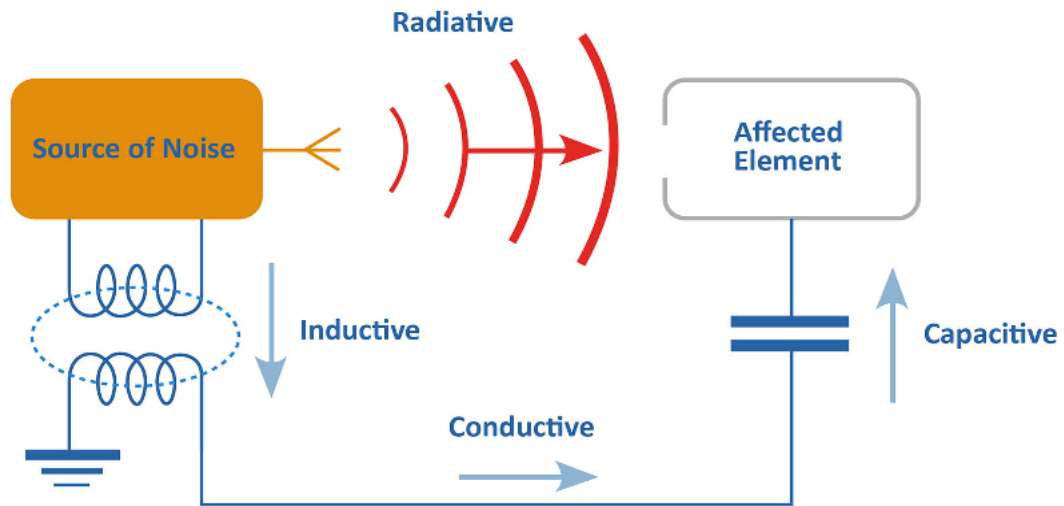 Radiative
Source of Noise
Affected
Element
Inductive
Capacitive
Conductive